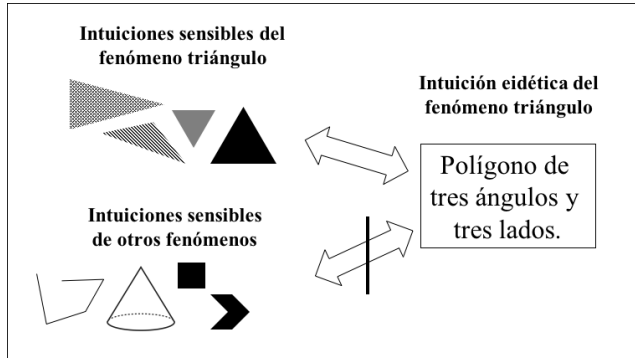 Intuiciones sensibles del
fenómeno triángulo
Intuición eidética del
fenómeno triángulo
Polígono de
tres ángulos y
tres lados.
Intuiciones sensibles
de otros fenómenos